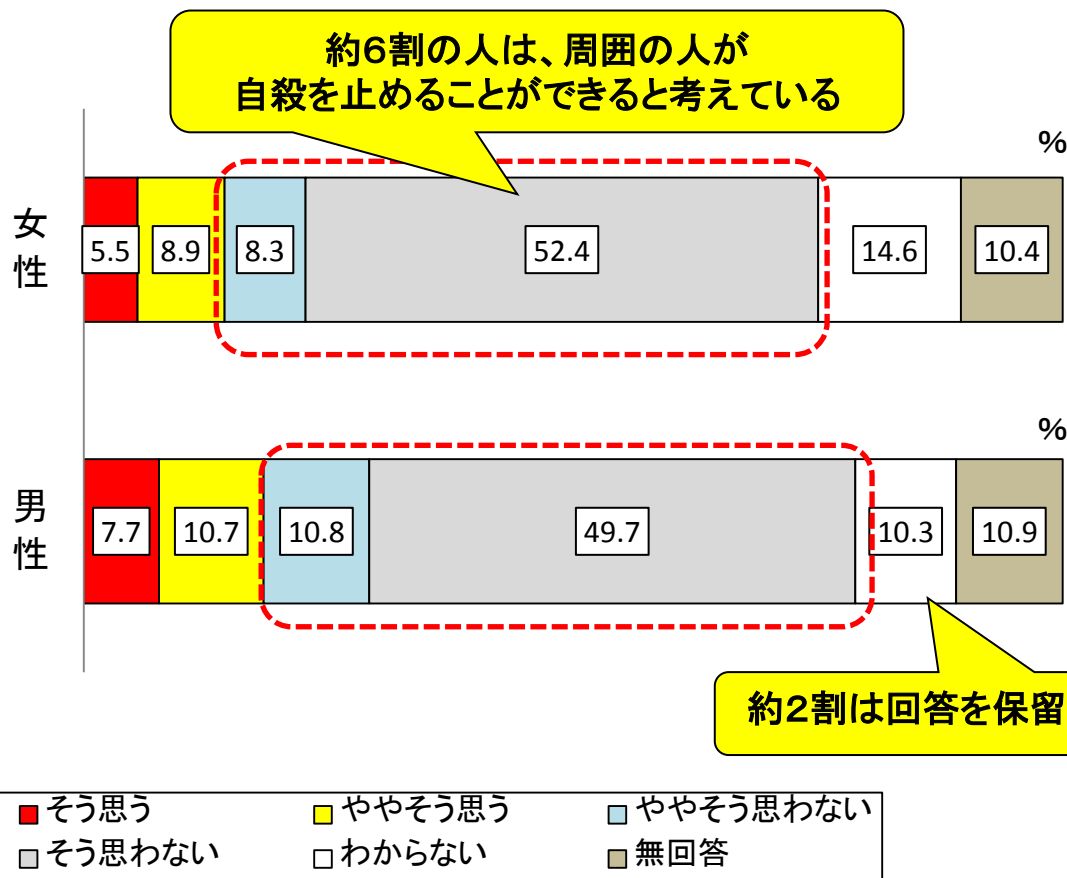 約6割の人は、周囲の人が
自殺を止めることができると考えている
%
女性
5.5 8.9 8.3 52.4 14.6 10.4
%
男性
7.7 10.7 10.8 49.7 10.3 10.9
約2割は回答を保留
そう思う ややそう思う ややそう思わない
そう思わない わからない 無回答